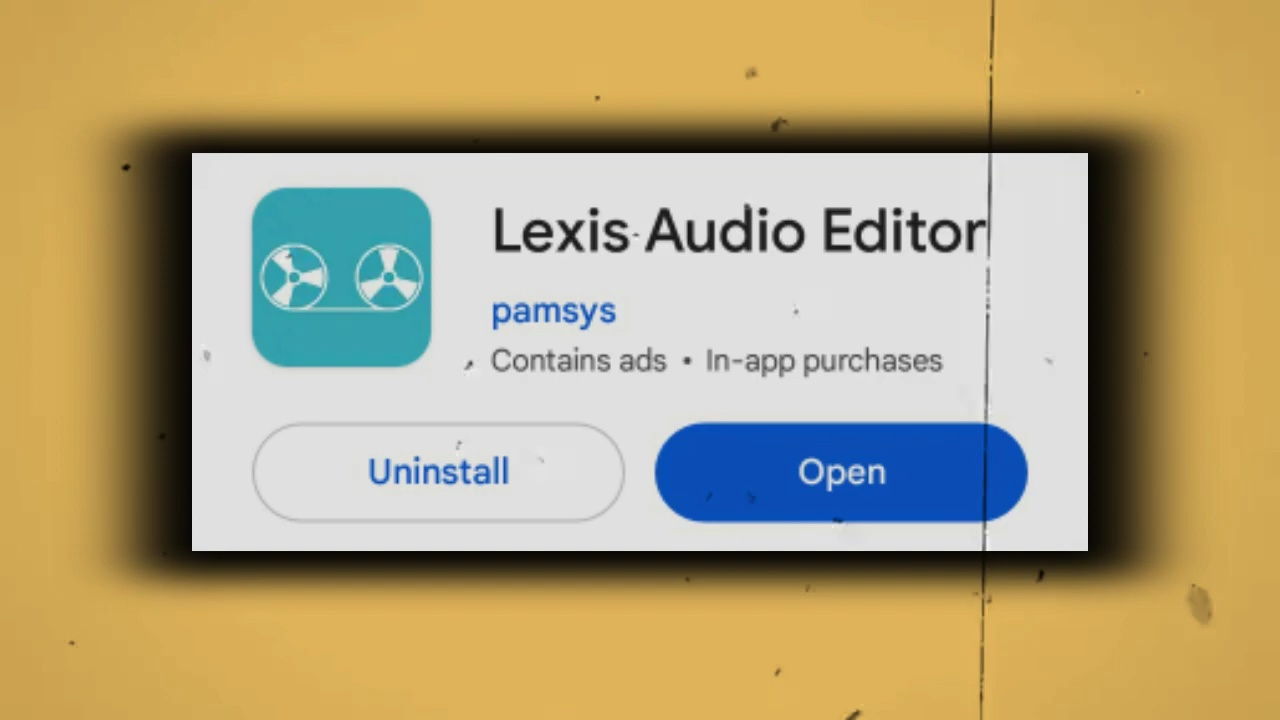 Lexis Audio Editor
pamsys
Contains ads • In-app purchases
Uninstall
Open